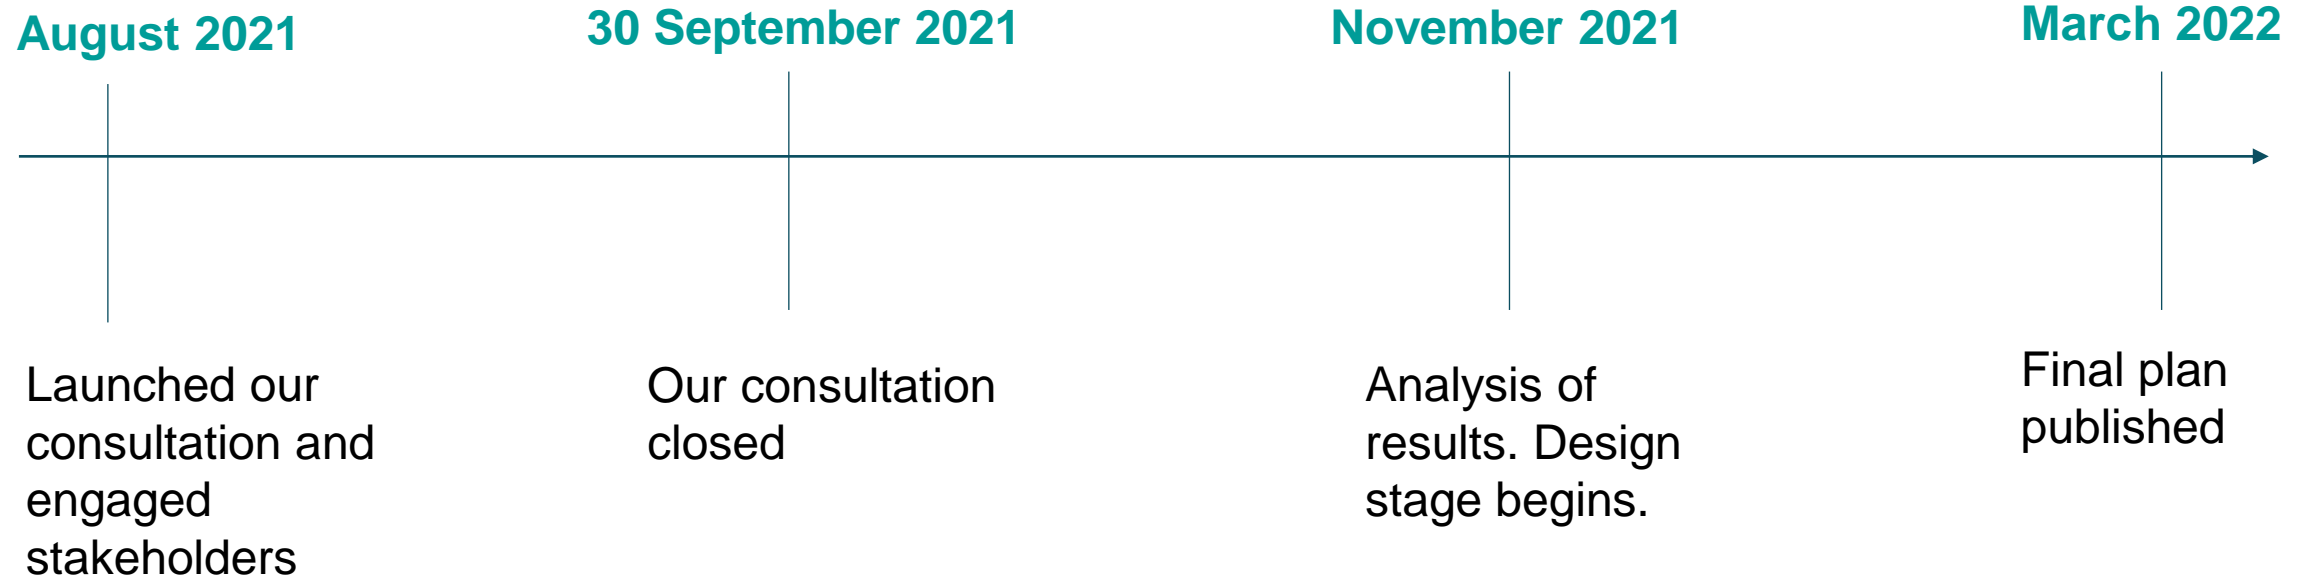 August 2021
30 September 2021
November 2021
March 2022
Launched our
consultation and
engaged
stakeholders
Our consultation
closed
Analysis of
results. Design
stage begins.
Final plan
published